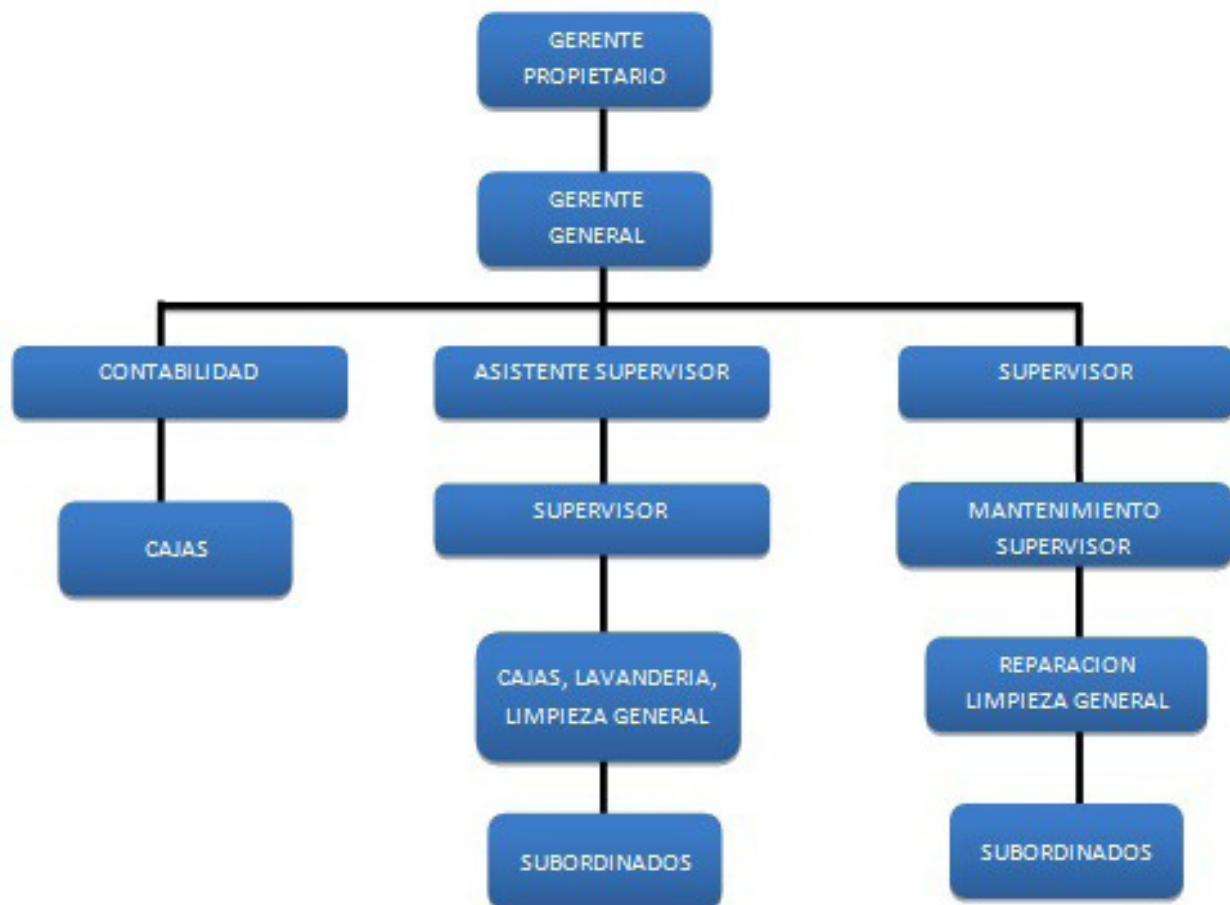 GERENTE
PROPIETARIO
GERENTE
GENERAL
CONTABILIDAD
ASISTENTE SUPERVISOR
SUPERVISOR
CAJAS
SUPERVISOR
MANTENIMIENTO
SUPERVISOR
CAJAS, LAVANDERIA,
LIMPIEZA GENERAL
REPARACION
LIMPIEZA GENERAL
SUBORDINADOS
SUBORDINADOS